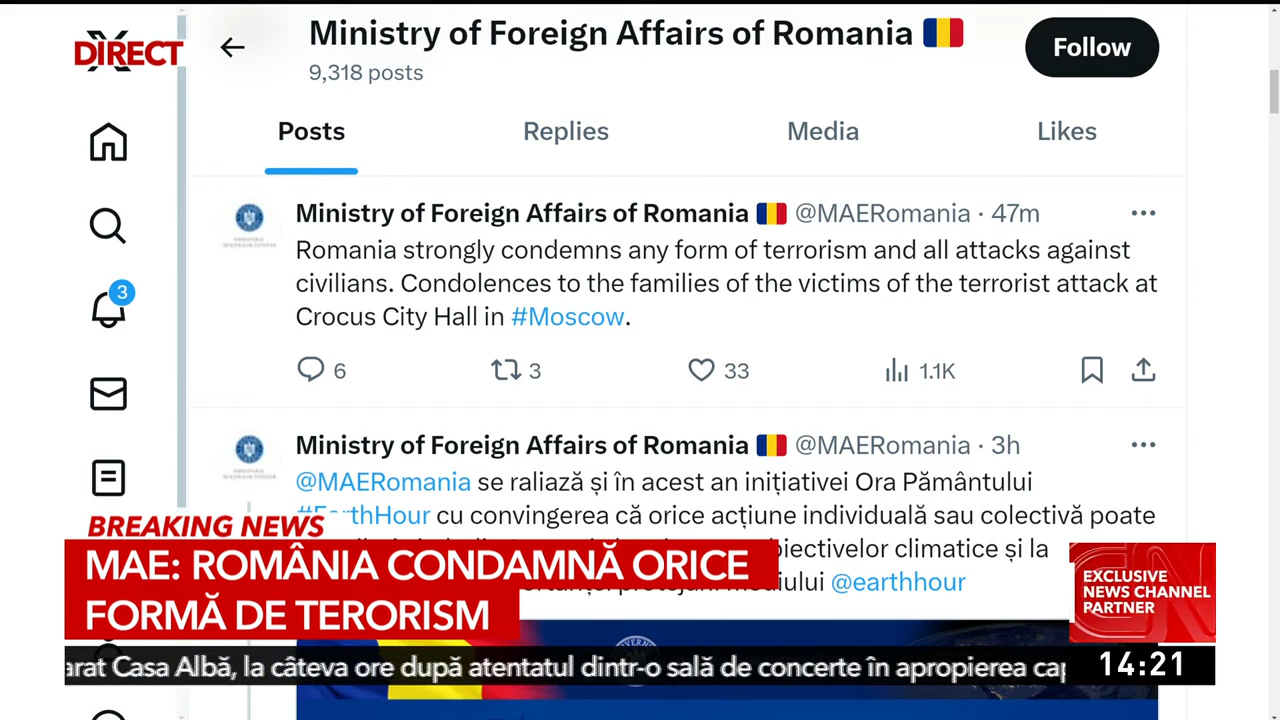 DIRECT
Ministry of Foreign Affairs of Romania
9,318 posts
Follow
Posts Replies Media Likes
Ministry of Foreign Affairs of Romania @MAERomania · 47m
Romania strongly condemns any form of terrorism and all attacks against
civilians. Condolences to the families of the victims of the terrorist attack at
Crocus City Hall in #Moscow.
6 3 33 1.1K
3
Ministry of Foreign Affairs of Romania @MAERomania · 3h
@MAERomania se raliază și în acest an inițiativei Ora Pământului
#EarthHour cu convingerea că orice acțiune individuală sau colectivă poate
climatice și la
@earthhour
BREAKING NEWS
MAE: ROMÂNIA CONDAMNĂ ORICE
FORMĂ DE TERORISM
EXCLUSIVE
NEWS CHANNEL
PARTNER
arat Casa Albă, la câteva ore după atentatul dintr-o sală de concerte în apropierea cap
14:21